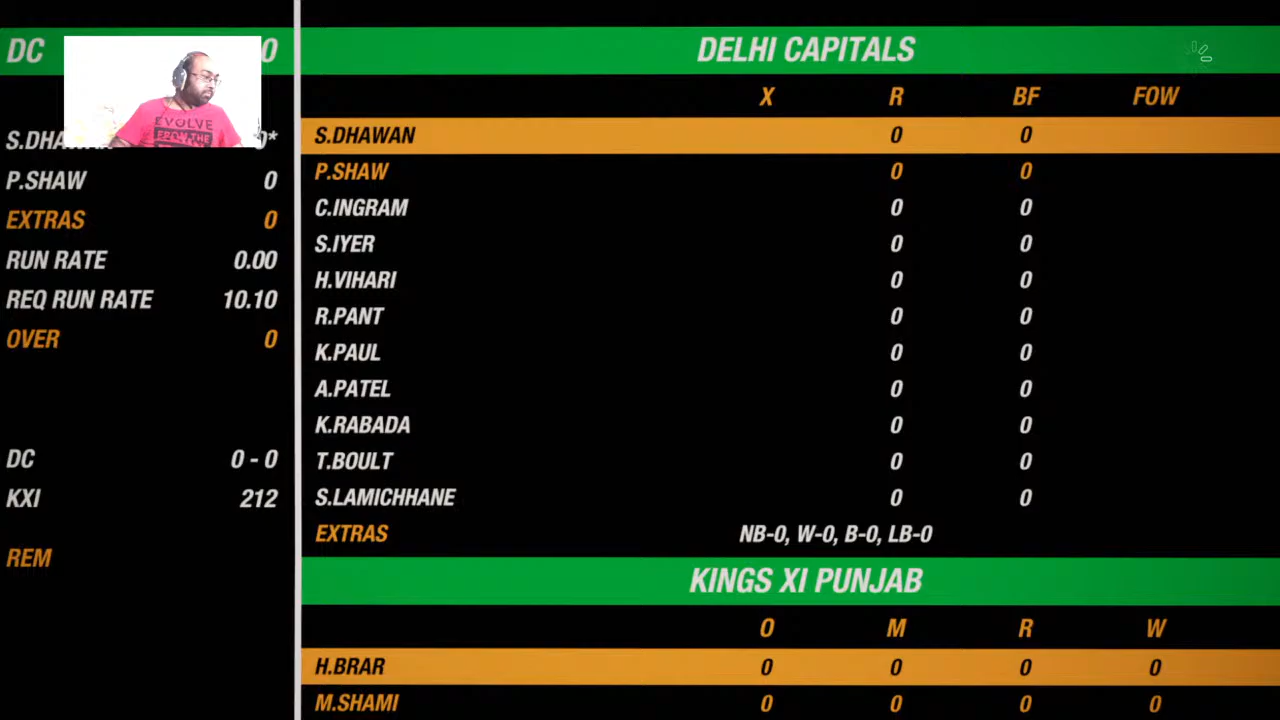 DC 0
S.DHAWAN 0*
P.SHAW 0
EXTRAS 0
RUN RATE 0.00
REQ RUN RATE 10.10
OVER 0
DC 0 - 0
KXI 212
REM
EVOLVE
DELHI CAPITALS
X R BF FOW
S.DHAWAN 0 0
P.SHAW 0 0
C.INGRAM 0 0
S.IYER 0 0
H.VIHARI 0 0
R.PANT 0 0
K.PAUL 0 0
A.PATEL 0 0
K.RABADA 0 0
T.BOULT 0 0
S.LAMICHHANE 0 0
EXTRAS NB-0, W-0, B-0, LB-0
KINGS XI PUNJAB
O M R W
H.BRAR 0 0 0 0
M.SHAMI 0 0 0 0